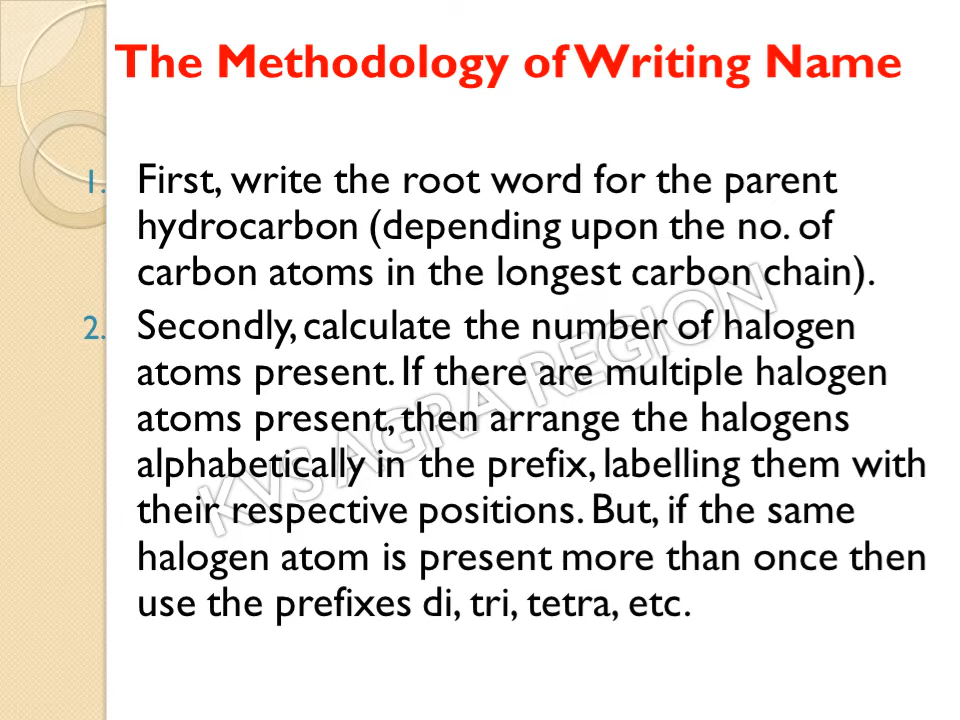 The Methodology of Writing Name
1. First, write the root word for the parent
hydrocarbon (depending upon the no. of
carbon atoms in the longest carbon chain).
2. Secondly, calculate the number of halogen
atoms present. If there are multiple halogen
atoms present, then arrange the halogens
alphabetically in the prefix, labelling them with
their respective positions. But, if the same
halogen atom is present more than once then
use the prefixes di, tri, tetra, etc.
KVS AGRA REGION